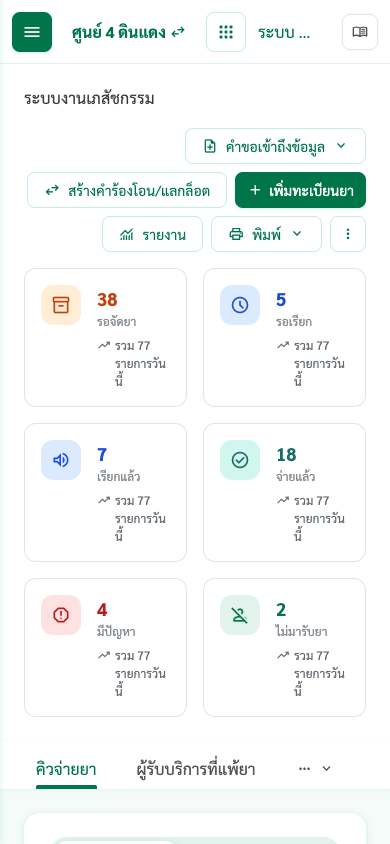 ศูนย์ 4 ดินแดง
ระบบ ...
ระบบงานเภสัชกรรม
คำขอเข้าถึงข้อมูล
สร้างคำร้องโอน/แลกล็อต
เพิ่มทะเบียนยา
รายงาน
พิมพ์
38
รอจัดยา
รวม 77
รายการวัน
นี้
5
รอเรียก
รวม 77
รายการวัน
นี้
7
เรียกแล้ว
รวม 77
รายการวัน
นี้
18
จ่ายแล้ว
รวม 77
รายการวัน
นี้
4
มีปัญหา
รวม 77
รายการวัน
นี้
2
ไม่มารับยา
รวม 77
รายการวัน
นี้
คิวจ่ายยา
ผู้รับบริการที่แพ้ยา